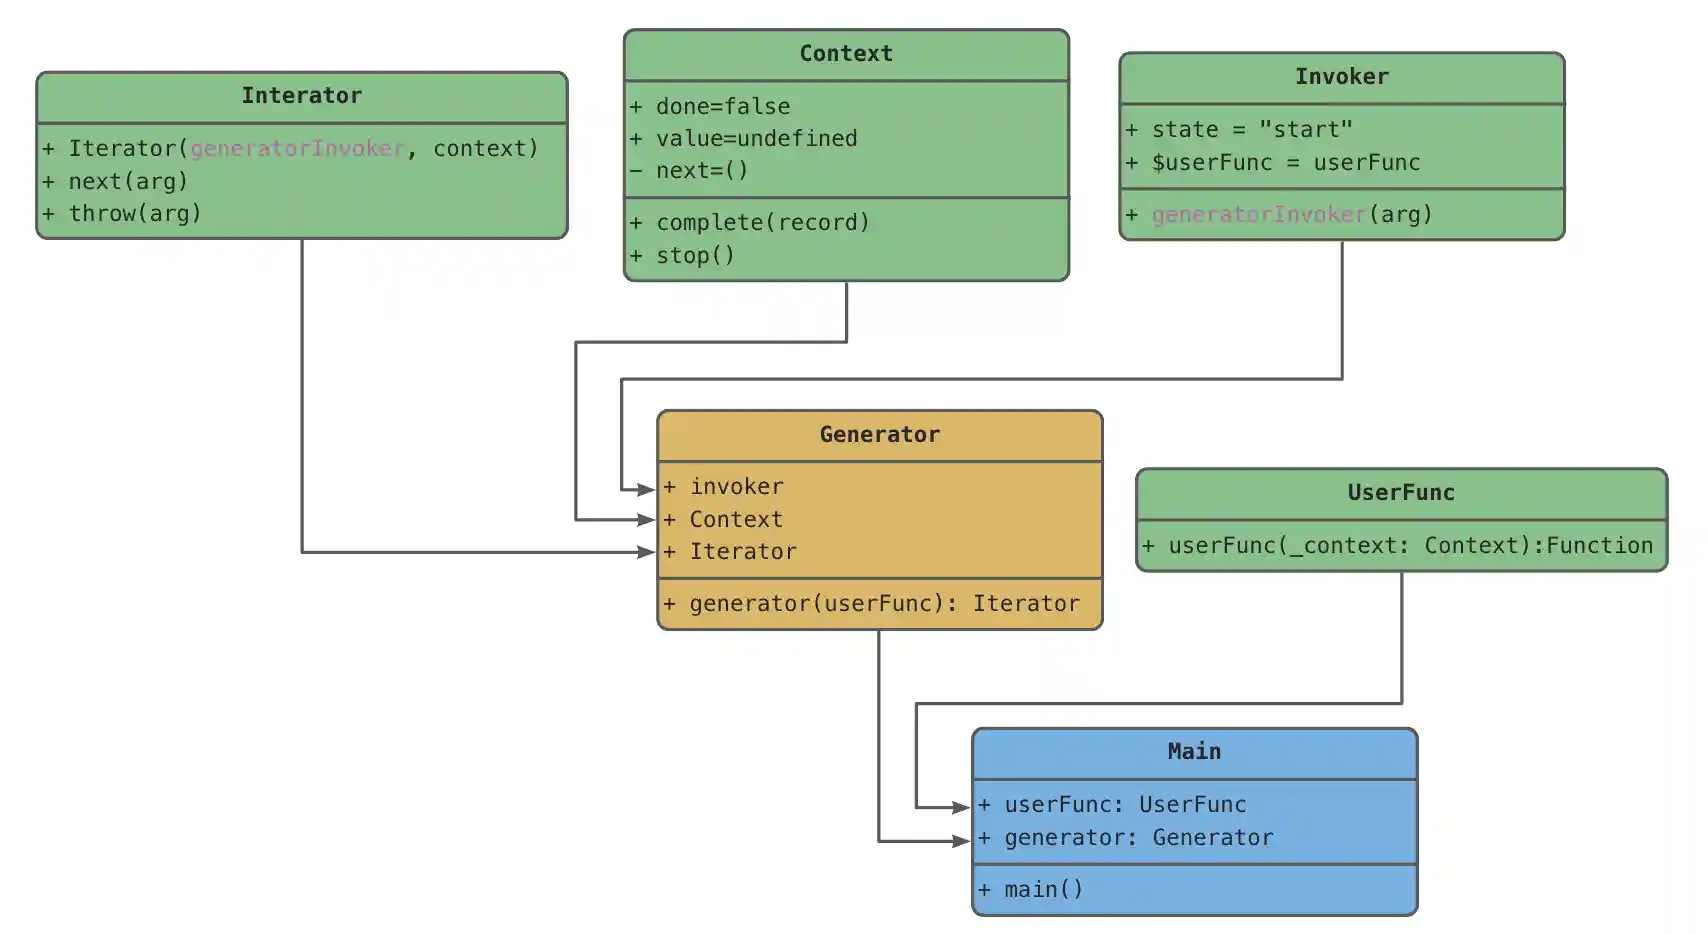 Interator
+ Iterator(generatorInvoker, context)
+ next(arg)
+ throw(arg)
Context
+ done=false
+ value=undefined
− next=()
+ complete(record)
+ stop()
Invoker
+ state = "start"
+ $userFunc = userFunc
+ generatorInvoker(arg)
Generator
+ invoker
+ Context
+ Iterator
+ generator(userFunc): Iterator
UserFunc
+ userFunc(_context: Context):Function
Main
+ userFunc: UserFunc
+ generator: Generator
+ main()